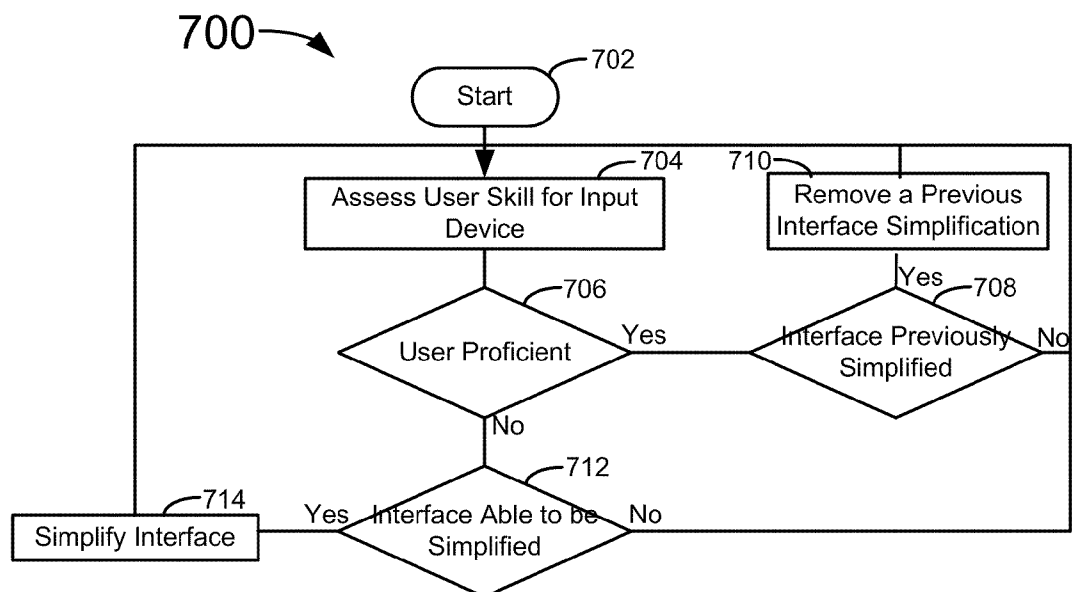 700
702
Start
704
Assess User Skill for Input
Device
710
Remove a Previous
Interface Simplification
706
User Proficient
Yes
No
Yes
708
Interface Previously
Simplified
No
712
Interface Able to be
Simplified
Yes
No
714
Simplify Interface